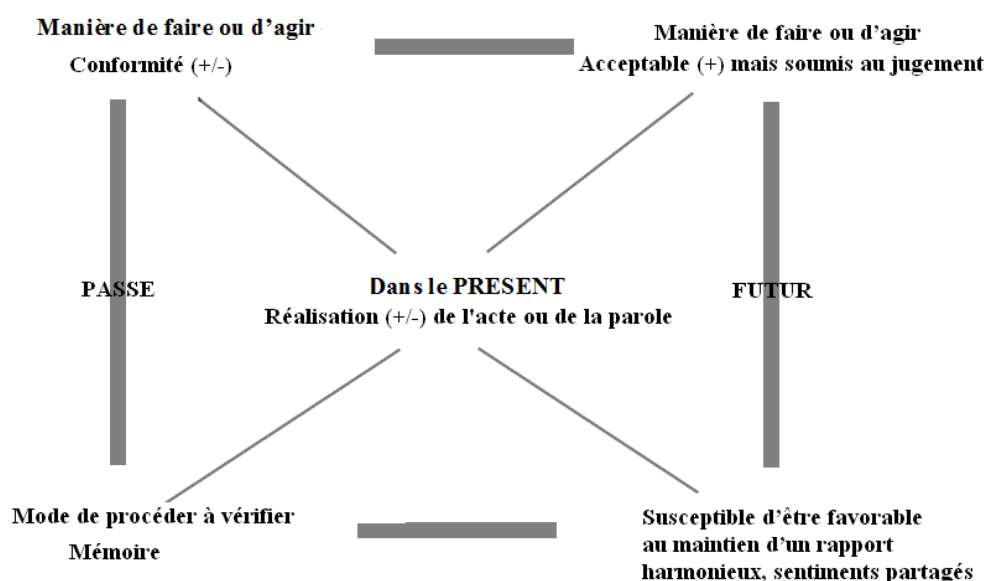 Manière de faire ou d'agir
Conformité (+/-)
Manière de faire ou d'agir
Acceptable (+) mais soumis au jugement
PASSE
Dans le PRESENT
Réalisation (+/-) de l'acte ou de la parole
FUTUR
Mode de procéder à vérifier
Mémoire
Susceptible d'être favorable
au maintien d'un rapport
harmonieux, sentiments partagés